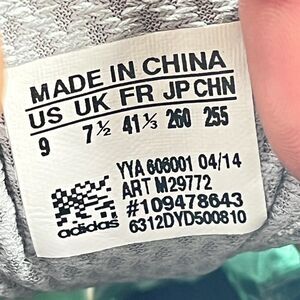 MADE IN CHINA
US UK FR JP CHN
9 7½ 41⅓ 260 255
YYA 606001 04/14
ART M29772
#109478643
adidas 6312DYD500810